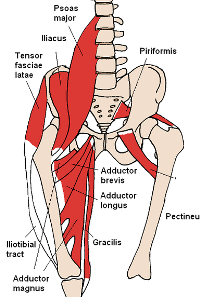 Psoas
major
Iliacus
Tensor
fasciae
latae
Piriformis
Adductor
brevis
Adductor
longus
Pectineu
Gracilis
Iliotibial
tract
Adductor
magnus